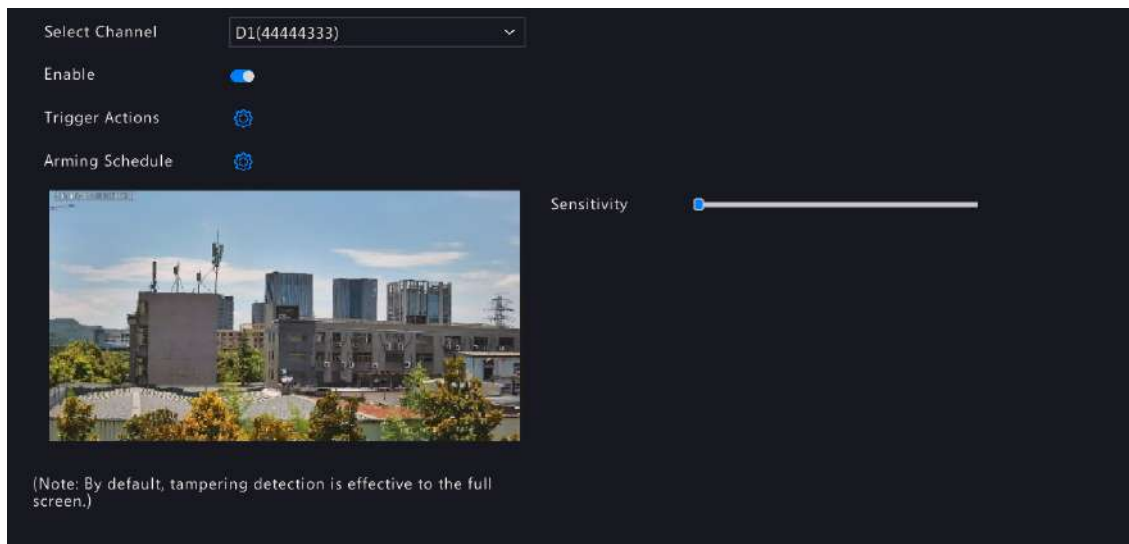 Select Channel D1(44444333)
Enable
Trigger Actions
Arming Schedule
Sensitivity
(Note: By default, tampering detection is effective to the full
screen.)